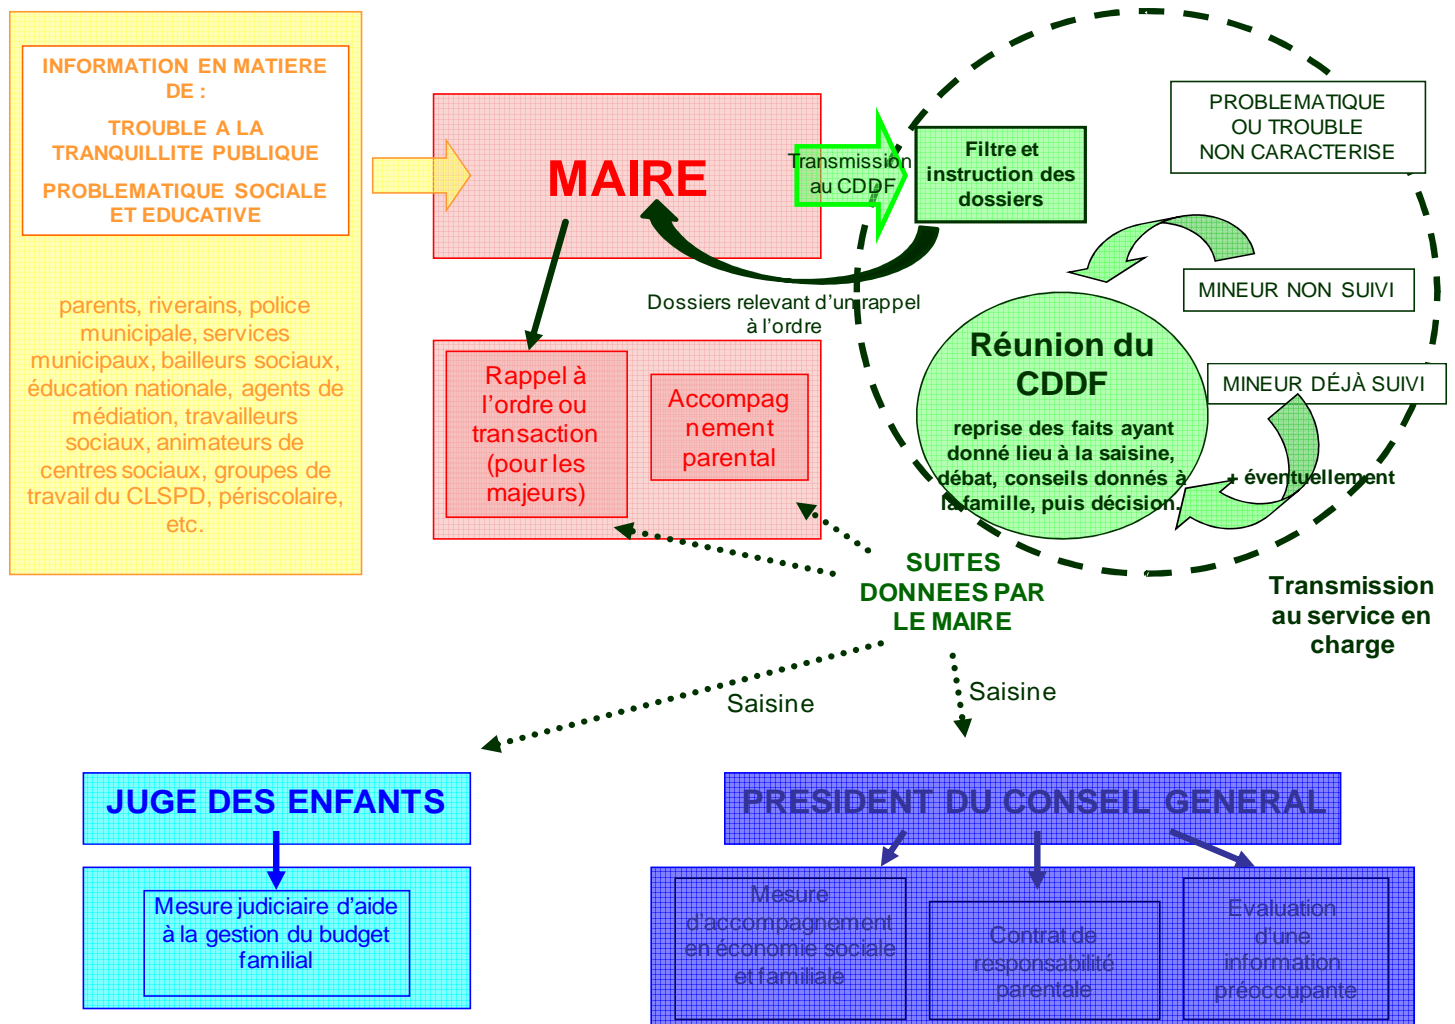 INFORMATION EN MATIERE
DE :
TROUBLE A LA
TRANQUILLITE PUBLIQUE
PROBLEMATIQUE SOCIALE
ET EDUCATIVE
parents, riverains, police
municipale, services
municipaux, bailleurs sociaux,
éducation nationale, agents de
médiation, travailleurs
sociaux, animateurs de
centres sociaux, groupes de
travail du CLSPD, périscolaire,
etc.
MAIRE
Transmission
au CDDF
Filtre et
instruction des
dossiers
PROBLEMATIQUE
OU TROUBLE
NON CARACTERISE
Dossiers relevant d'un rappel
à l'ordre
MINEUR NON SUIVI
MINEUR DÉJÀ SUIVI
Rappel à
l'ordre ou
transaction
(pour les
majeurs)
Accompag
nement
parental
Réunion du
CDDF
reprise des faits ayant
donné lieu à la saisine,
débat, conseils donnés à
la famille, puis décision.
+ éventuellement
Transmission
au service en
charge
SUITES
DONNEES PAR
LE MAIRE
Saisine
Saisine
JUGE DES ENFANTS
Mesure judiciaire d'aide
à la gestion du budget
familial
PRESIDENT DU CONSEIL GENERAL
Mesure
d'accompagnement
en économie sociale
et familiale
Contrat de
responsabilité
parentale
Evaluation
d'une
information
préoccupante